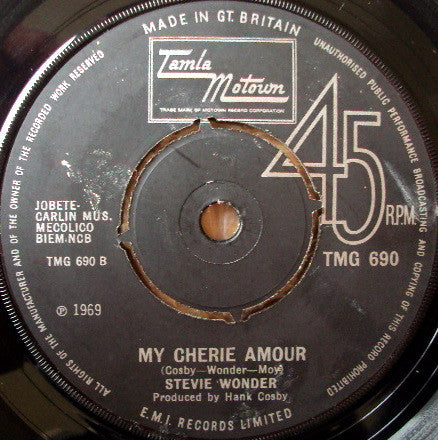 MADE IN GT. BRITAIN
UNAUTHORISED PUBLIC PERFORMANCE BROADCASTING AND COPYING OF THIS RECORD PROHIBITED
ALL RIGHTS OF THE MANUFACTURER AND OF THE OWNER OF THE RECORDED WORK RESERVED
Tamla
Motown
TRADE MARK OF MOTOWN RECORD CORPORATION
45
R.P.M.
JOBETE-
CARLIN MUS.
MECOLICO
BIEM.NCB
TMG 690 B
TMG 690
℗ 1969
MY CHERIE AMOUR
(Cosby—Wonder—Moy)
STEVIE WONDER
Produced by Hank Cosby
E.M.I. RECORDS LIMITED